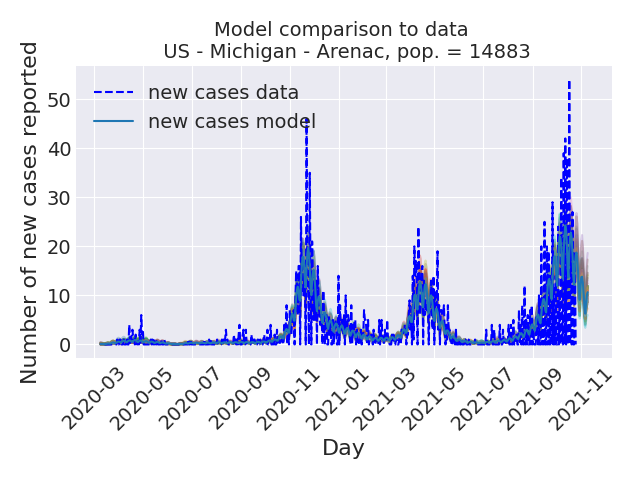 Model comparison to data
US - Michigan - Arenac, pop. = 14883
Number of new cases reported
50
40
30
20
10
0
new cases data
new cases model
2020-03
2020-05
2020-07
2020-09
2020-11
2021-01
2021-03
2021-05
2021-07
2021-09
2021-11
Day